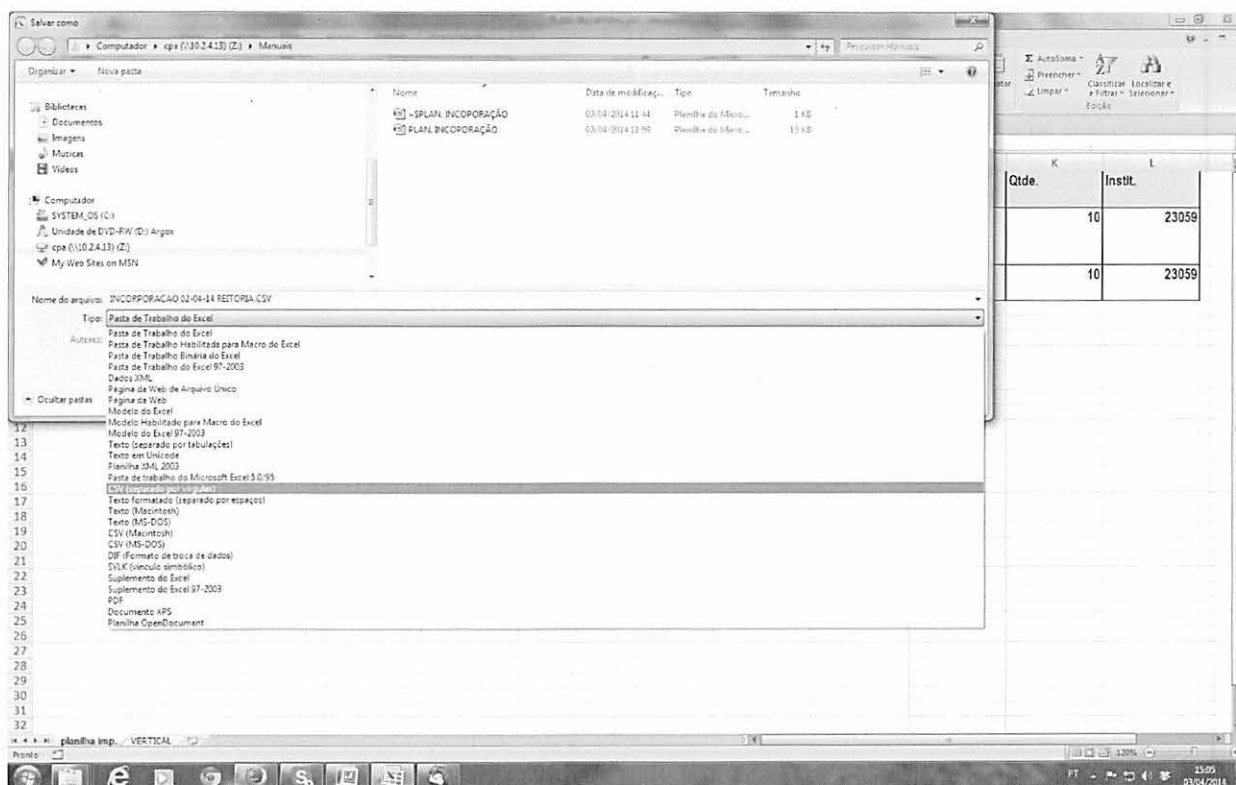 Salvar como
Computador ▸ cpa (\\10.2.4.13) (Z:) ▸ Manuais
Pesquisar Manuais
Organizar
Nova pasta
Nome
Data de modificaç...
Tipo
Tamanho
Bibliotecas
Documentos
Imagens
Musicas
Videos
~$PLAN. INCOPORAÇÃO
03/04/2014 11:44
Planilha do Micro...
1 KB
PLAN. INCOPORAÇÃO
Planilha do Micro...
Computador
SYSTEM_OS (C:)
Unidade de DVD-RW (D:) Argox
cpa (\\10.2.4.13) (Z:)
My Web Sites on MSN
Nome do arquivo: INCORPORACAO 02-04-14 REITORIA.CSV
Tipo: Pasta de Trabalho do Excel
Autores:
Pasta de Trabalho do Excel
Pasta de Trabalho Habilitada para Macro do Excel
Pasta de Trabalho Binária do Excel
Pasta de Trabalho do Excel 97-2003
Dados XML
Página da Web de Arquivo Único
Página da Web
Modelo do Excel
Modelo Habilitado para Macro do Excel
Modelo do Excel 97-2003
Texto (separado por tabulações)
Texto em Unicode
Planilha XML 2003
Pasta de trabalho do Microsoft Excel 5.0/95
CSV (separado por vírgulas)
Texto formatado (separado por espaços)
Texto (Macintosh)
Texto (MS-DOS)
CSV (Macintosh)
CSV (MS-DOS)
DIF (Formato de troca de dados)
SYLK (vínculo simbólico)
Suplemento do Excel
Suplemento do Excel 97-2003
PDF
Documento XPS
Planilha OpenDocument
Ocultar pastas
AutoSoma
Preencher
Limpar
Classificar e Filtrar
Localizar e Selecionar
Edição
K
L
Qtde.
Instit.
10
23059
10
23059
12
13
14
15
16
17
18
19
20
21
22
23
24
25
26
27
28
29
30
31
32
planilha imp.
VERTICAL
Pronto
120%
PT
15:05
03/04/2014